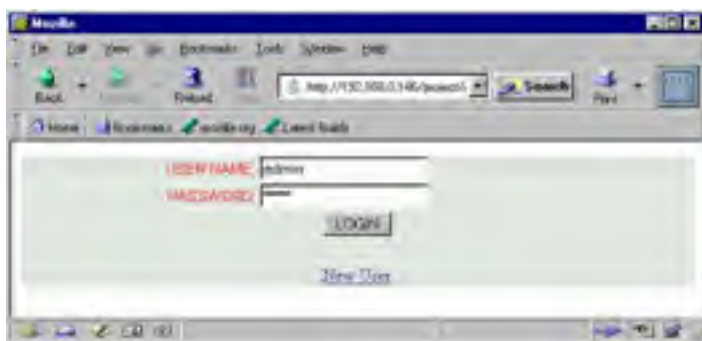 Mozilla
File Edit View Go Bookmarks Tools Window Help
Back Reload Search Print
Home Bookmarks mozilla.org Latest Builds
USER NAME admin
PASSWORD
LOGIN
New User